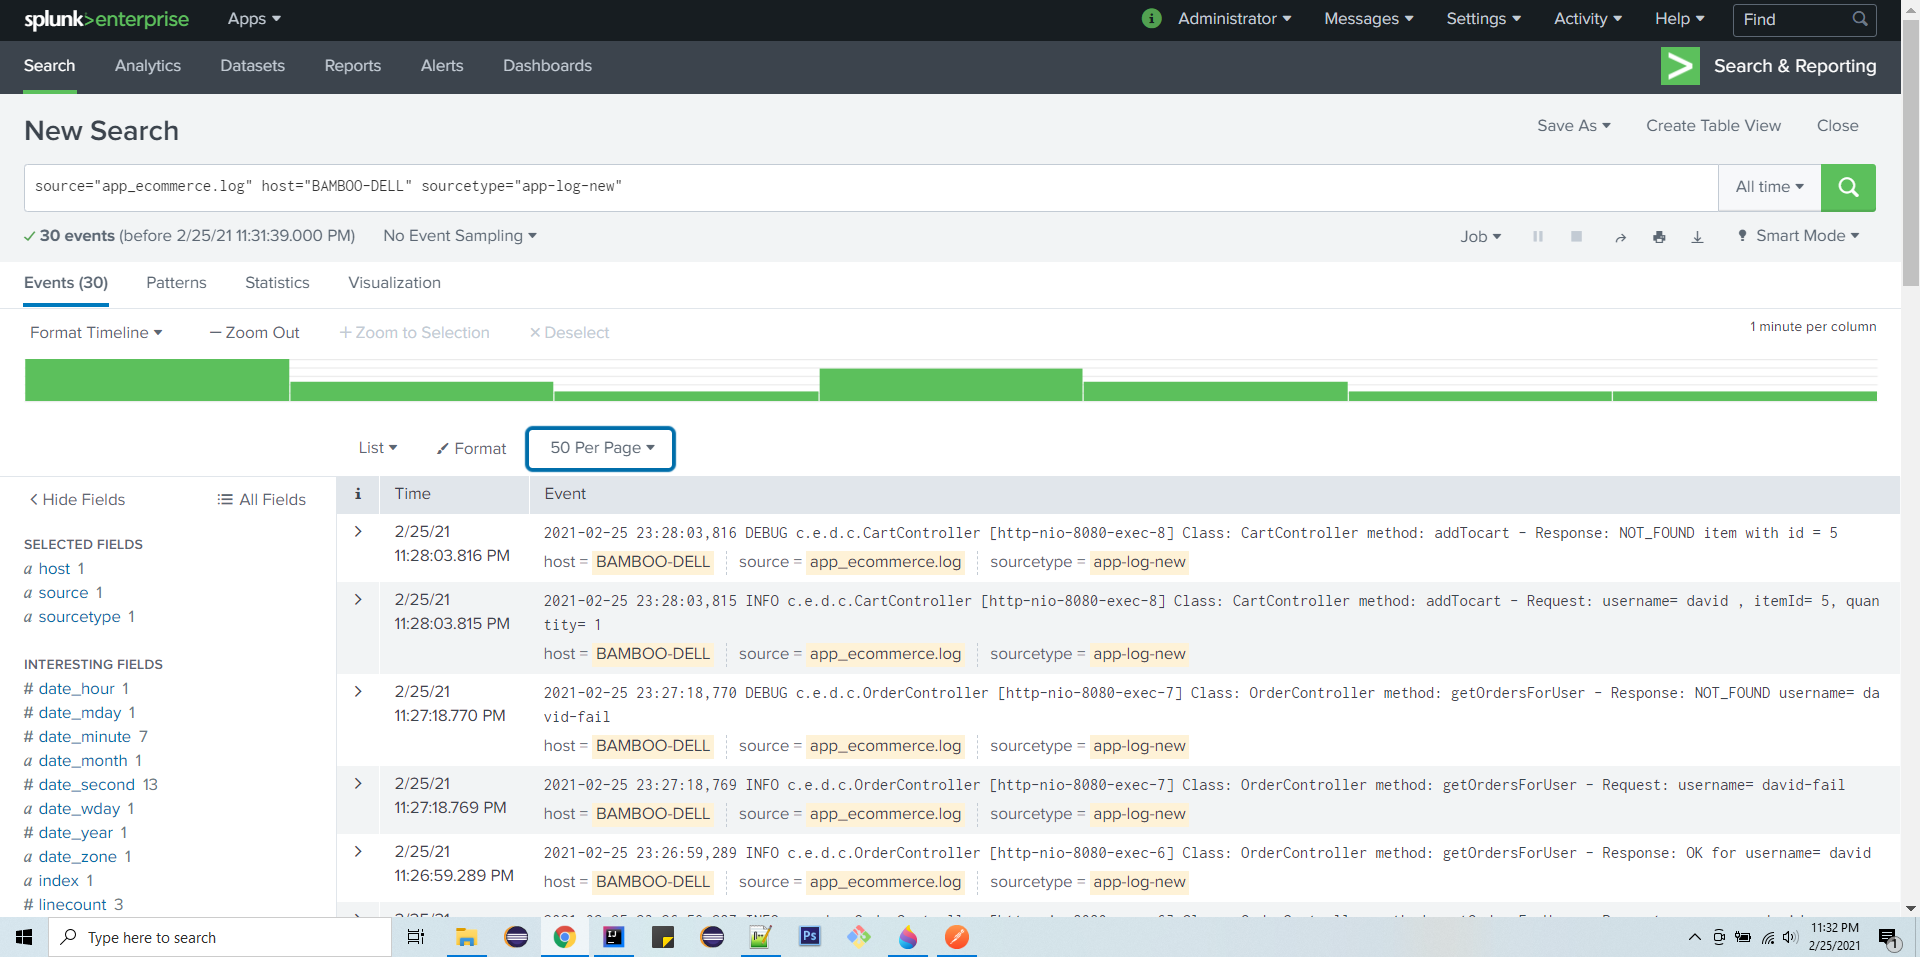 splunk>enterprise Apps Administrator Messages Settings Activity Help Find
Search Analytics Datasets Reports Alerts Dashboards Search & Reporting
New Search Save As Create Table View Close
source="app_ecommerce.log" host="BAMBOO-DELL" sourcetype="app-log-new" All time
30 events (before 2/25/21 11:31:39.000 PM) No Event Sampling Job Smart Mode
Events (30) Patterns Statistics Visualization
Format Timeline — Zoom Out + Zoom to Selection × Deselect 1 minute per column
List Format 50 Per Page
< Hide Fields All Fields
SELECTED FIELDS
a host 1
a source 1
a sourcetype 1
INTERESTING FIELDS
# date_hour 1
# date_mday 1
# date_minute 7
a date_month 1
# date_second 13
a date_wday 1
# date_year 1
a date_zone 1
a index 1
# linecount 3
i Time Event
2/25/21
11:28:03.816 PM
2021-02-25 23:28:03,816 DEBUG c.e.d.c.CartController [http-nio-8080-exec-8] Class: CartController method: addTocart - Response: NOT_FOUND item with id = 5
host = BAMBOO-DELL source = app_ecommerce.log sourcetype = app-log-new
2/25/21
11:28:03.815 PM
2021-02-25 23:28:03,815 INFO c.e.d.c.CartController [http-nio-8080-exec-8] Class: CartController method: addTocart - Request: username= david , itemId= 5, quan
tity= 1
host = BAMBOO-DELL source = app_ecommerce.log sourcetype = app-log-new
2/25/21
11:27:18.770 PM
2021-02-25 23:27:18,770 DEBUG c.e.d.c.OrderController [http-nio-8080-exec-7] Class: OrderController method: getOrdersForUser - Response: NOT_FOUND username= da
vid-fail
host = BAMBOO-DELL source = app_ecommerce.log sourcetype = app-log-new
2/25/21
11:27:18.769 PM
2021-02-25 23:27:18,769 INFO c.e.d.c.OrderController [http-nio-8080-exec-7] Class: OrderController method: getOrdersForUser - Request: username= david-fail
host = BAMBOO-DELL source = app_ecommerce.log sourcetype = app-log-new
2/25/21
11:26:59.289 PM
2021-02-25 23:26:59,289 INFO c.e.d.c.OrderController [http-nio-8080-exec-6] Class: OrderController method: getOrdersForUser - Response: OK for username= david
host = BAMBOO-DELL source = app_ecommerce.log sourcetype = app-log-new
Type here to search
IJ
Ps
11:32 PM
2/25/2021
1